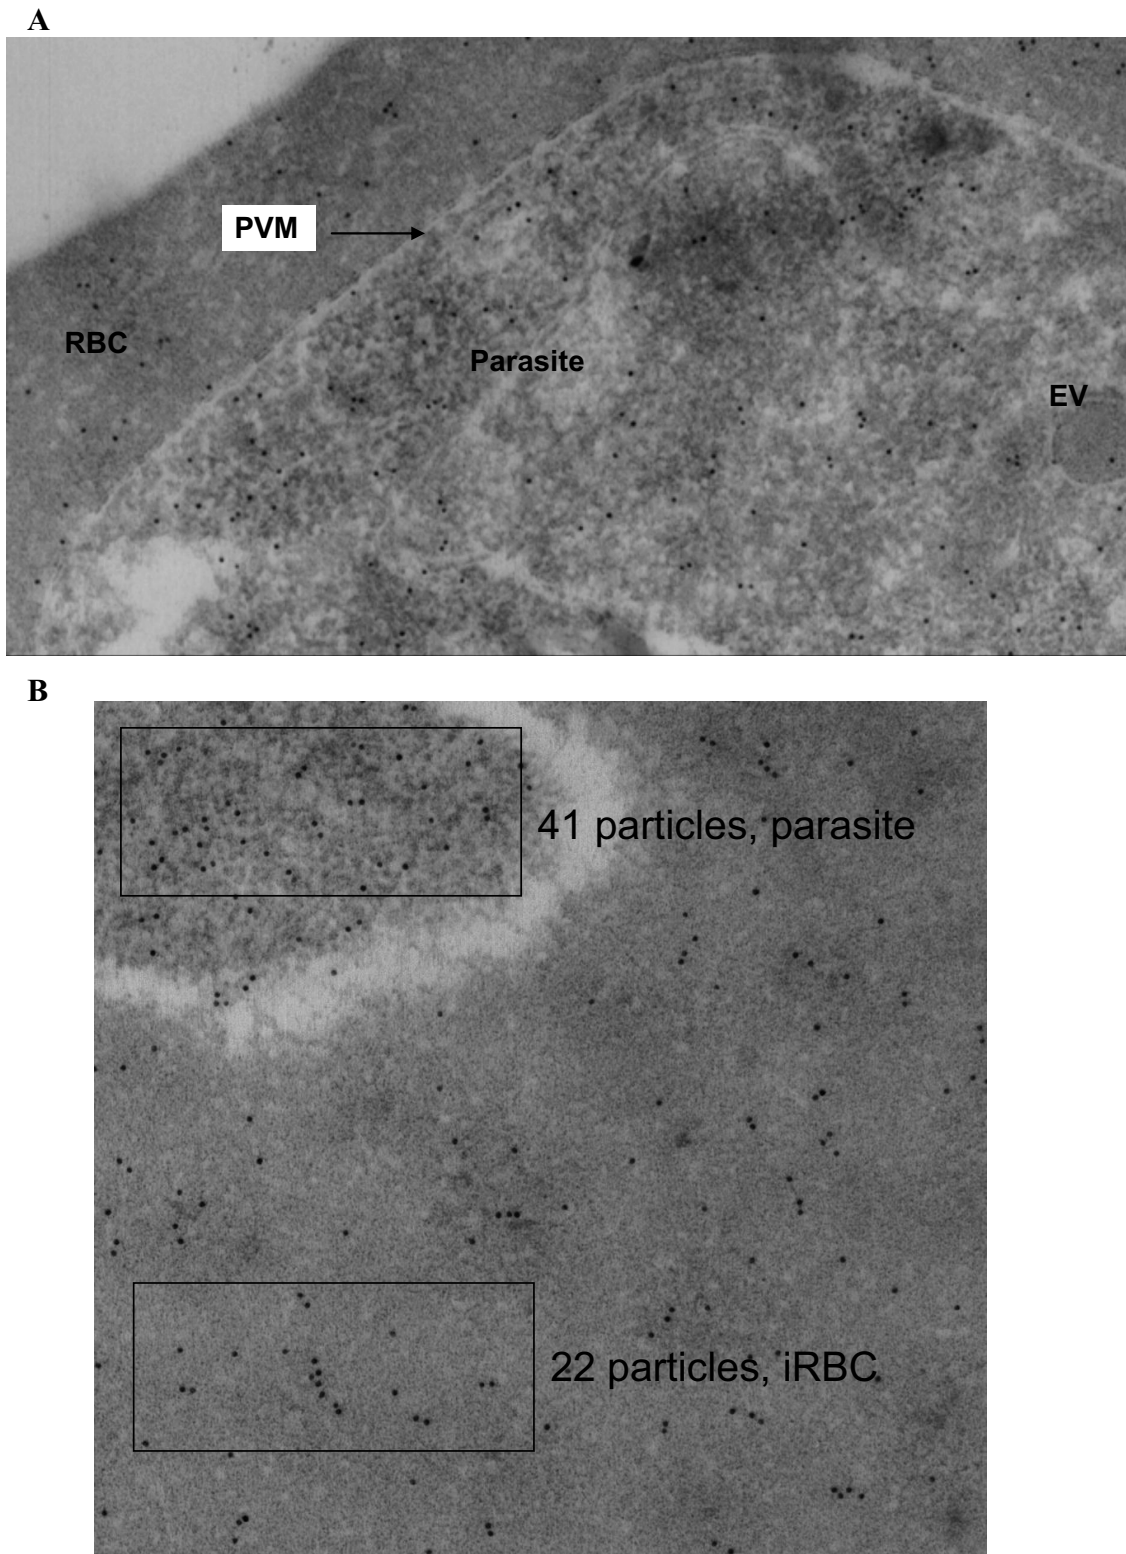 A
PVM
RBC
Parasite
EV
B
41 particles, parasite
22 particles, iRBC